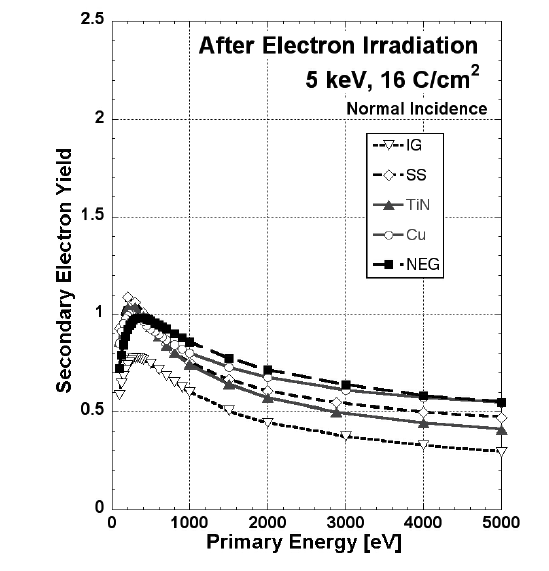 After Electron Irradiation
5 keV, 16 C/cm²
Normal Incidence
IG
SS
TiN
Cu
NEG
Secondary Electron Yield
2.5
2
1.5
1
0.5
0
0 1000 2000 3000 4000 5000
Primary Energy [eV]